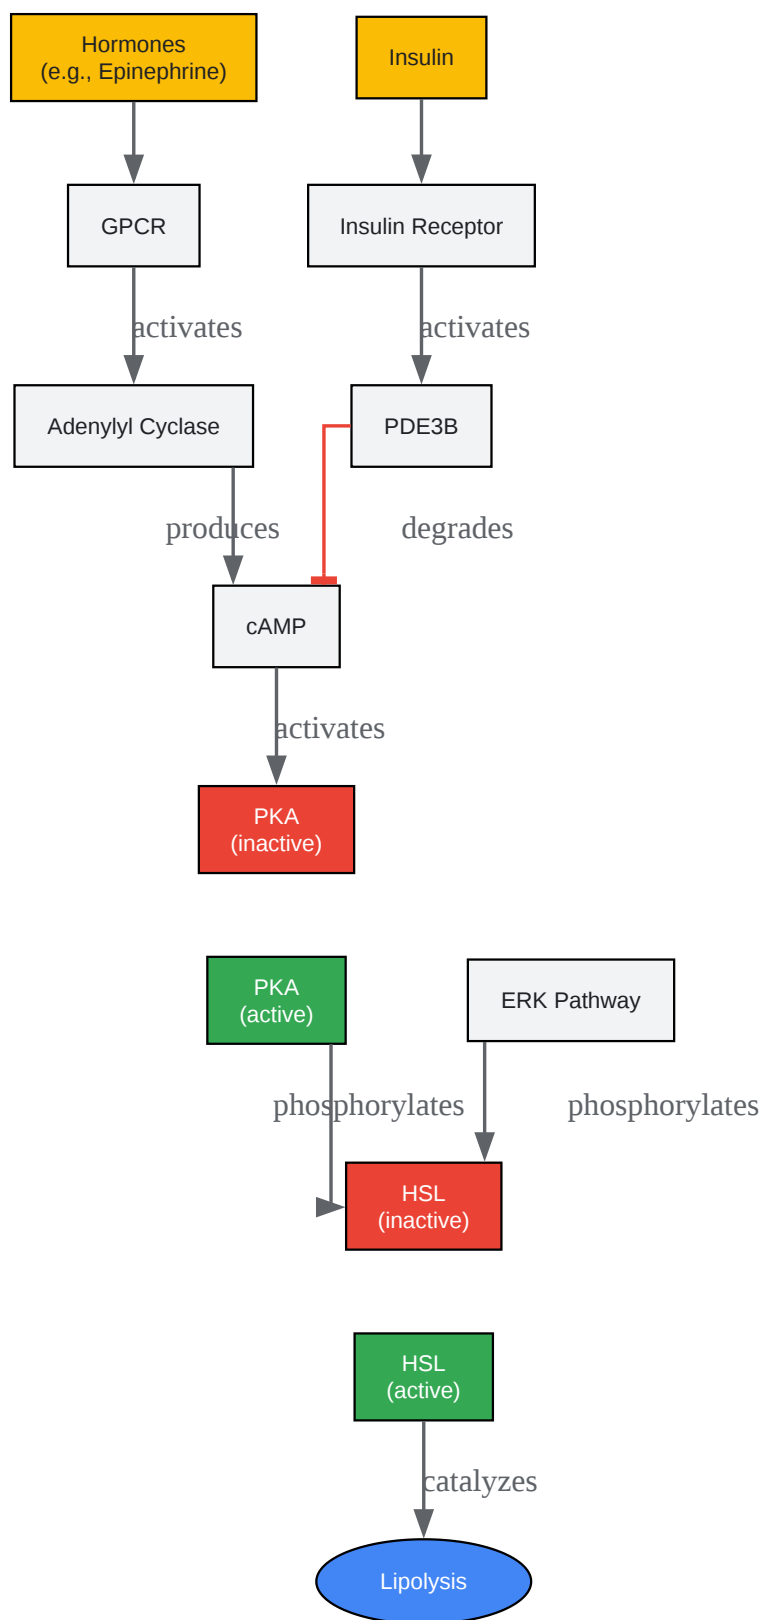 Hormones
(e.g., Epinephrine)
Insulin
GPCR
Insulin Receptor
activates
activates
Adenylyl Cyclase
PDE3B
produces
degrades
cAMP
activates
PKA
(inactive)
PKA
(active)
ERK Pathway
phosphorylates
phosphorylates
HSL
(inactive)
HSL
(active)
catalyzes
Lipolysis